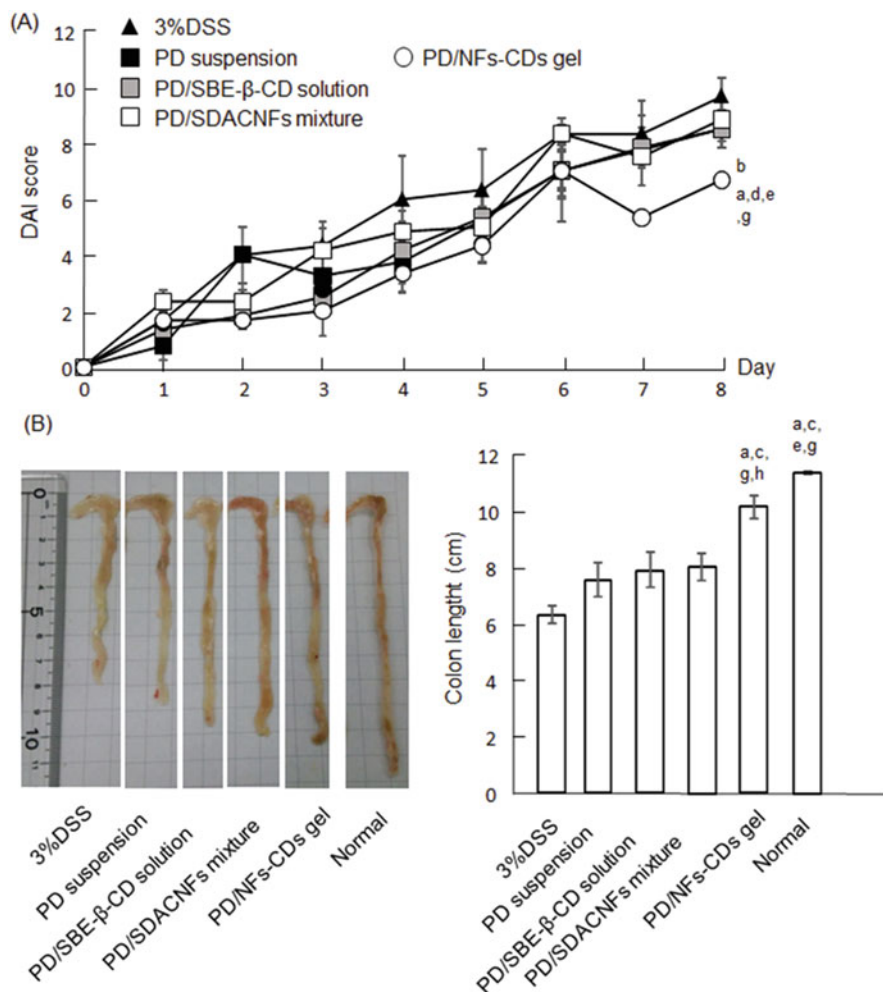 (A)
3%DSS
PD suspension
PD/NFs-CDs gel
PD/SBE-β-CD solution
PD/SDACNFs mixture
DAI score
12
10
8
6
4
2
0
b
a,d,e
,g
0 1 2 3 4 5 6 7 8
Day
(B)
0
5
10
11
3%DSS
PD suspension
PD/SBE-β-CD solution
PD/SDACNFs mixture
PD/NFs-CDs gel
Normal
Colon lenght (cm)
12
10
8
6
4
2
0
a,c,
g,h
a,c,
e,g
3%DSS
PD suspension
PD/SBE-β-CD solution
PD/SDACNFs mixture
PD/NFs-CDs gel
Normal